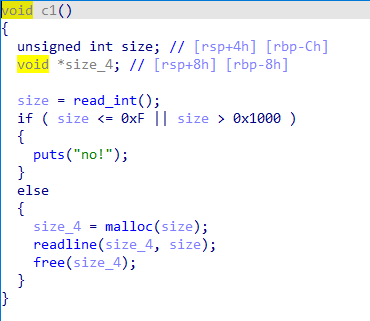 void c1()
{
  unsigned int size; // [rsp+4h] [rbp-Ch]
  void *size_4; // [rsp+8h] [rbp-8h]

  size = read_int();
  if ( size <= 0xF || size > 0x1000 )
  {
    puts("no!");
  }
  else
  {
    size_4 = malloc(size);
    readline(size_4, size);
    free(size_4);
  }
}